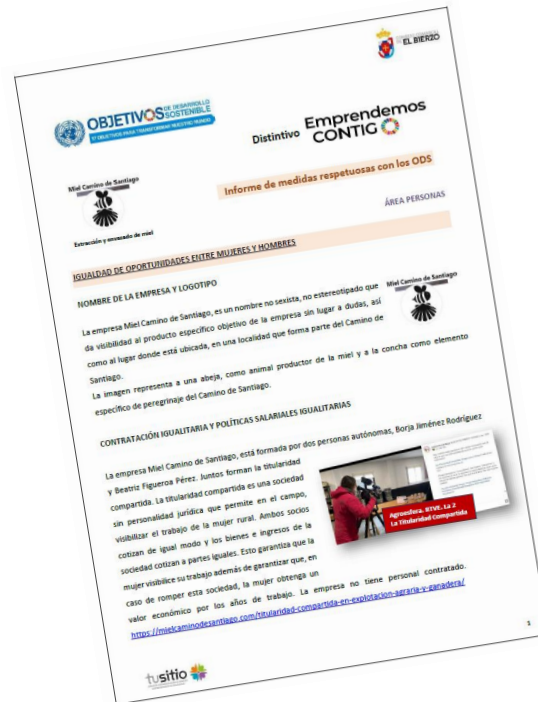 EL BIERZO
OBJETIVOS DE DESARROLLO
SOSTENIBLE
17 OBJETIVOS PARA TRANSFORMAR NUESTRO MUNDO
Distintivo Emprendemos
CONTIGO
Miel Camino de Santiago
Extracción y envasado de miel
Informe de medidas respetuosas con los ODS
ÁREA PERSONAS
IGUALDAD DE OPORTUNIDADES ENTRE MUJERES Y HOMBRES
NOMBRE DE LA EMPRESA Y LOGOTIPO
La empresa Miel Camino de Santiago, es un nombre no sexista, no estereotipado que
da visibilidad al producto específico objetivo de la empresa sin lugar a dudas, así
como al lugar donde está ubicada, en una localidad que forma parte del Camino de
Santiago.
Miel Camino de Santiago
La imagen representa a una abeja, como animal productor de la miel y a la concha como elemento
específico de peregrinaje del Camino de Santiago.
CONTRATACIÓN IGUALITARIA Y POLÍTICAS SALARIALES IGUALITARIAS
La empresa Miel Camino de Santiago, está formada por dos personas autónomas, Borja Jiménez Rodríguez
y Beatriz Figueroa Pérez. Juntos forman la titularidad
compartida. La titularidad compartida es una sociedad
sin personalidad jurídica que permite en el campo,
visibilizar el trabajo de la mujer rural. Ambos socios
cotizan de igual modo y los bienes e ingresos de la
sociedad cotizan a partes iguales. Esto garantiza que la
mujer visibilice su trabajo además de garantizar que, en
caso de romper esta sociedad, la mujer obtenga un
valor económico por los años de trabajo. La empresa no tiene personal contratado.
https://mielcaminodesantiago.com/titularidad-compartida-en-explotacion-agraria-y-ganadera/
Agroesfera. RTVE. La 2
La Titularidad Compartida
1
tusitio